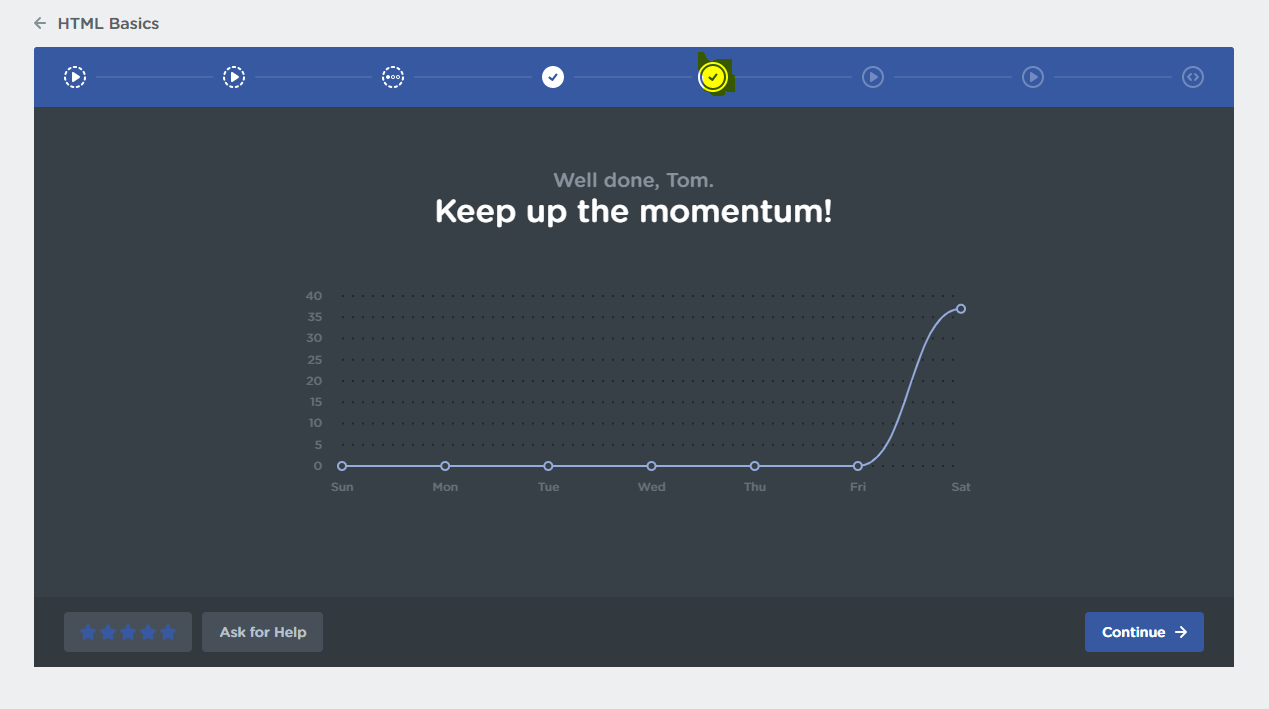 HTML Basics
Well done, Tom.
Keep up the momentum!
40
35
30
25
20
15
10
5
0
Sun Mon Tue Wed Thu Fri Sat
Ask for Help
Continue